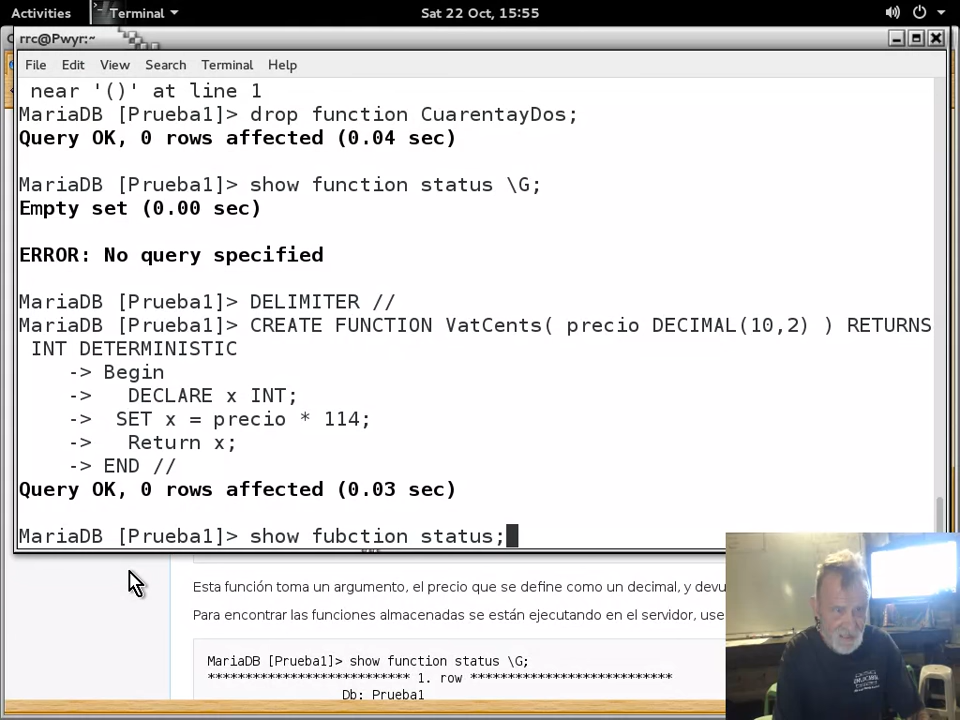 Activities
Terminal
Sat 22 Oct, 15:55
rrc@Pwyr:~
File Edit View Search Terminal Help
near '()' at line 1
MariaDB [Prueba1]> drop function CuarentayDos;
Query OK, 0 rows affected (0.04 sec)
MariaDB [Prueba1]> show function status \G;
Empty set (0.00 sec)
ERROR: No query specified
MariaDB [Prueba1]> DELIMITER //
MariaDB [Prueba1]> CREATE FUNCTION VatCents( precio DECIMAL(10,2) ) RETURNS
INT DETERMINISTIC
-> Begin
-> DECLARE x INT;
-> SET x = precio * 114;
-> Return x;
-> END //
Query OK, 0 rows affected (0.03 sec)
MariaDB [Prueba1]> show fubction status;
Esta función toma un argumento, el precio que se define como un decimal, y devu
Para encontrar las funciones almacenadas se están ejecutando en el servidor, use
MariaDB [Prueba1]> show function status \G;
*************************** 1. row ***************************
Db: Prueba1